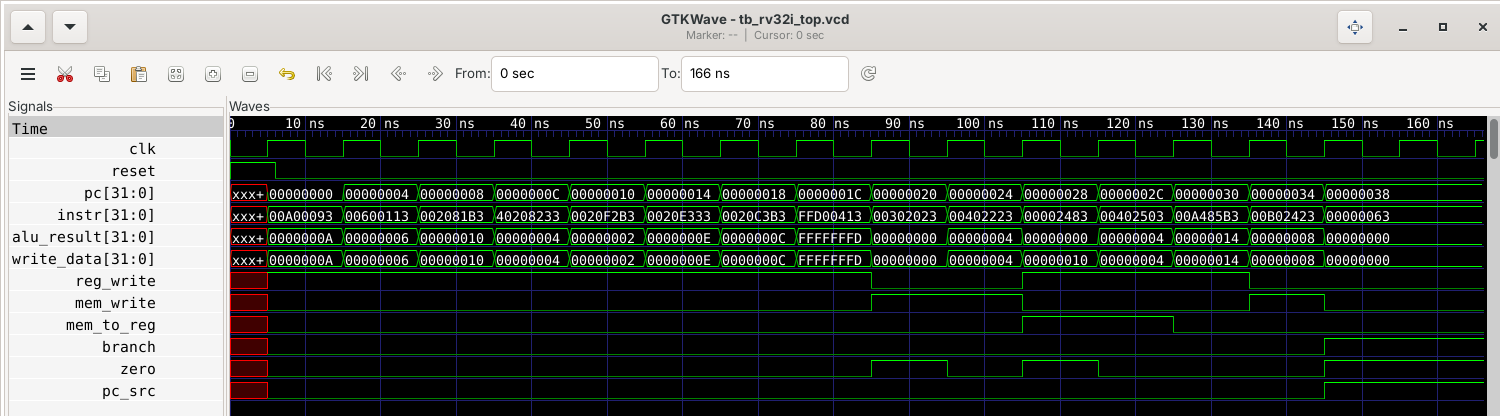 GTKWave - tb_rv32i_top.vcd
Marker: -- | Cursor: 0 sec
From: 0 sec To: 166 ns
Signals Waves
Time 0 10 ns 20 ns 30 ns 40 ns 50 ns 60 ns 70 ns 80 ns 90 ns 100 ns 110 ns 120 ns 130 ns 140 ns 150 ns 160 ns
clk
reset
pc[31:0] xxx+ 00000000 00000004 00000008 0000000C 00000010 00000014 00000018 0000001C 00000020 00000024 00000028 0000002C 00000030 00000034 00000038
instr[31:0] xxx+ 00A00093 00600113 002081B3 40208233 0020F2B3 0020E333 0020C3B3 FFD00413 00302023 00402223 00002483 00402503 00A485B3 00B02423 00000063
alu_result[31:0] xxx+ 0000000A 00000006 00000010 00000004 00000002 0000000E 0000000C FFFFFFFD 00000000 00000004 00000000 00000004 00000014 00000008 00000000
write_data[31:0] xxx+ 0000000A 00000006 00000010 00000004 00000002 0000000E 0000000C FFFFFFFD 00000000 00000004 00000010 00000004 00000014 00000008 00000000
reg_write
mem_write
mem_to_reg
branch
zero
pc_src